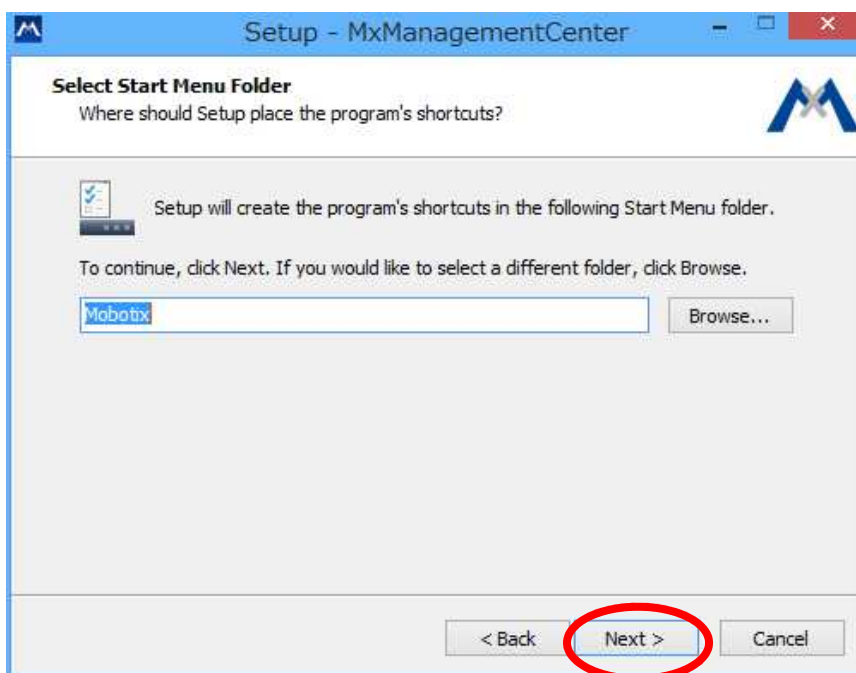 Setup - MxManagementCenter
Select Start Menu Folder
Where should Setup place the program's shortcuts?
Setup will create the program's shortcuts in the following Start Menu folder.
To continue, click Next. If you would like to select a different folder, click Browse.
Mobotix
Browse...
< Back
Next >
Cancel